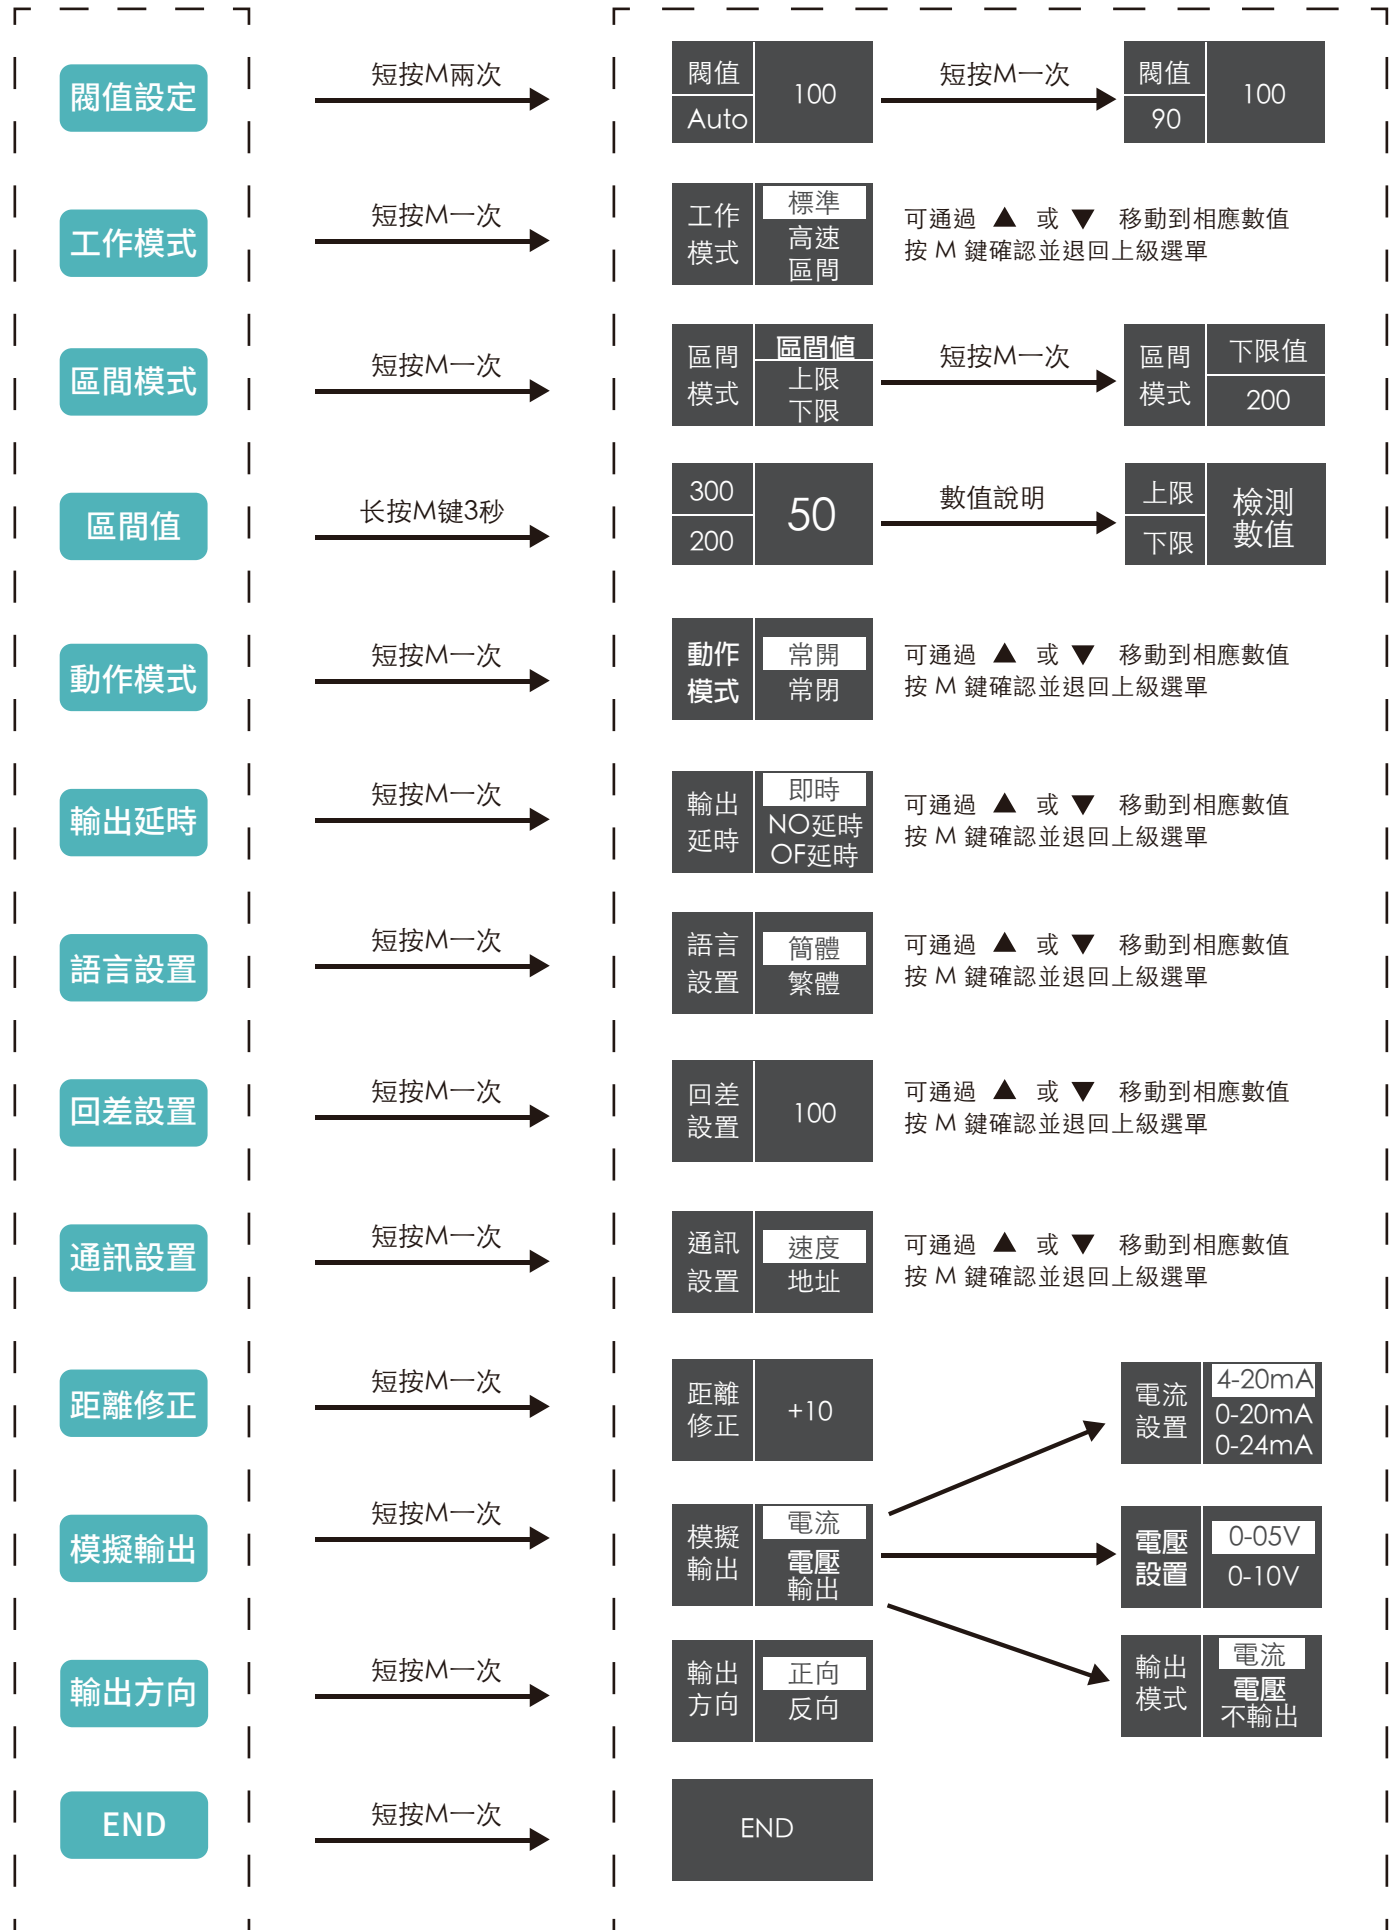 閥值設定
短按M兩次
閥值
Auto
100
短按M一次
閥值
90
100
工作模式
短按M一次
工作
模式
標準
高速
區間
可通過 ▲ 或 ▼ 移動到相應數值
按 M 鍵確認並退回上級選單
區間模式
短按M一次
區間
模式
區間值
上限
下限
短按M一次
區間
模式
下限值
200
區間值
长按M键3秒
300
200
50
數值說明
上限
下限
檢測
數值
動作模式
短按M一次
動作
模式
常開
常閉
可通過 ▲ 或 ▼ 移動到相應數值
按 M 鍵確認並退回上級選單
輸出延時
短按M一次
輸出
延時
即時
NO延時
OF延時
可通過 ▲ 或 ▼ 移動到相應數值
按 M 鍵確認並退回上級選單
語言設置
短按M一次
語言
設置
簡體
繁體
可通過 ▲ 或 ▼ 移動到相應數值
按 M 鍵確認並退回上級選單
回差設置
短按M一次
回差
設置
100
可通過 ▲ 或 ▼ 移動到相應數值
按 M 鍵確認並退回上級選單
通訊設置
短按M一次
通訊
設置
速度
地址
可通過 ▲ 或 ▼ 移動到相應數值
按 M 鍵確認並退回上級選單
距離修正
短按M一次
距離
修正
+10
電流
設置
4-20mA
0-20mA
0-24mA
模擬輸出
短按M一次
模擬
輸出
電流
電壓
輸出
電壓
設置
0-05V
0-10V
輸出方向
短按M一次
輸出
方向
正向
反向
輸出
模式
電流
電壓
不輸出
END
短按M一次
END